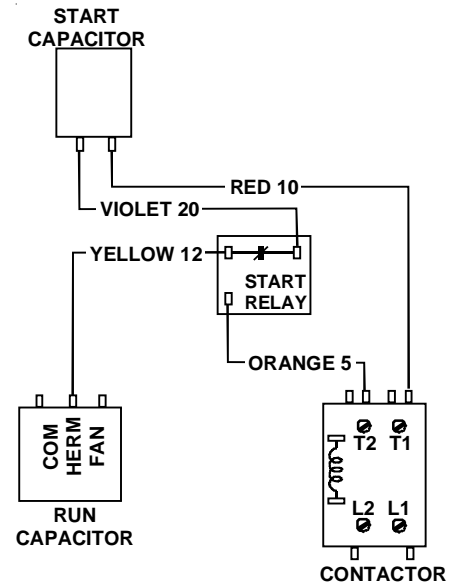 START
CAPACITOR
RED 10
VIOLET 20
YELLOW 12
START
RELAY
ORANGE 5
COM
HERM
FAN
T2 T1
L2 L1
RUN
CAPACITOR
CONTACTOR